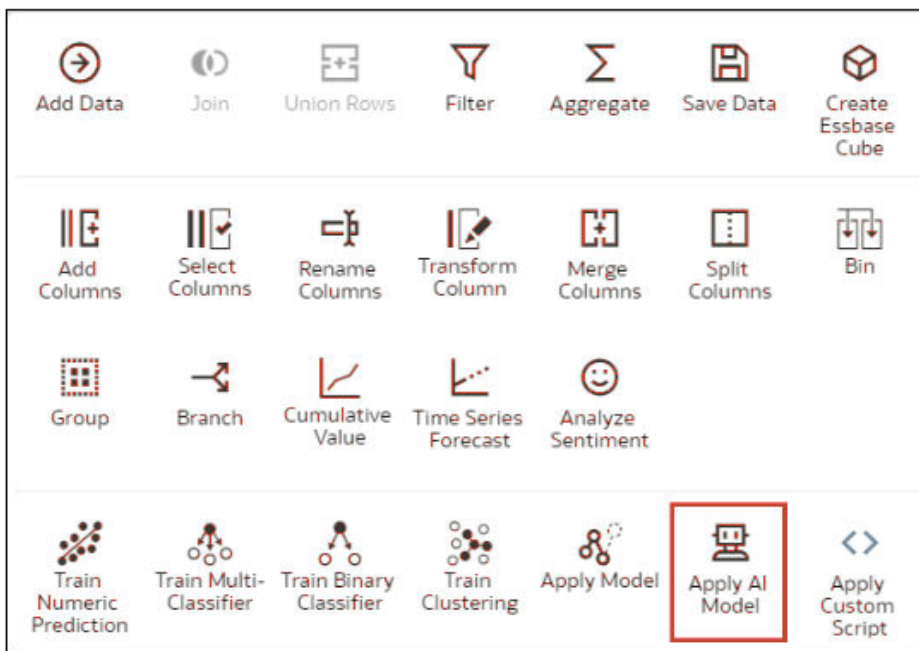 Add Data
Join
Union Rows
Filter
Aggregate
Save Data
Create
Essbase
Cube
Add
Columns
Select
Columns
Rename
Columns
Transform
Column
Merge
Columns
Split
Columns
Bin
Group
Branch
Cumulative
Value
Time Series
Forecast
Analyze
Sentiment
Train
Numeric
Prediction
Train Multi-
Classifier
Train Binary
Classifier
Train
Clustering
Apply Model
Apply AI
Model
Apply
Custom
Script